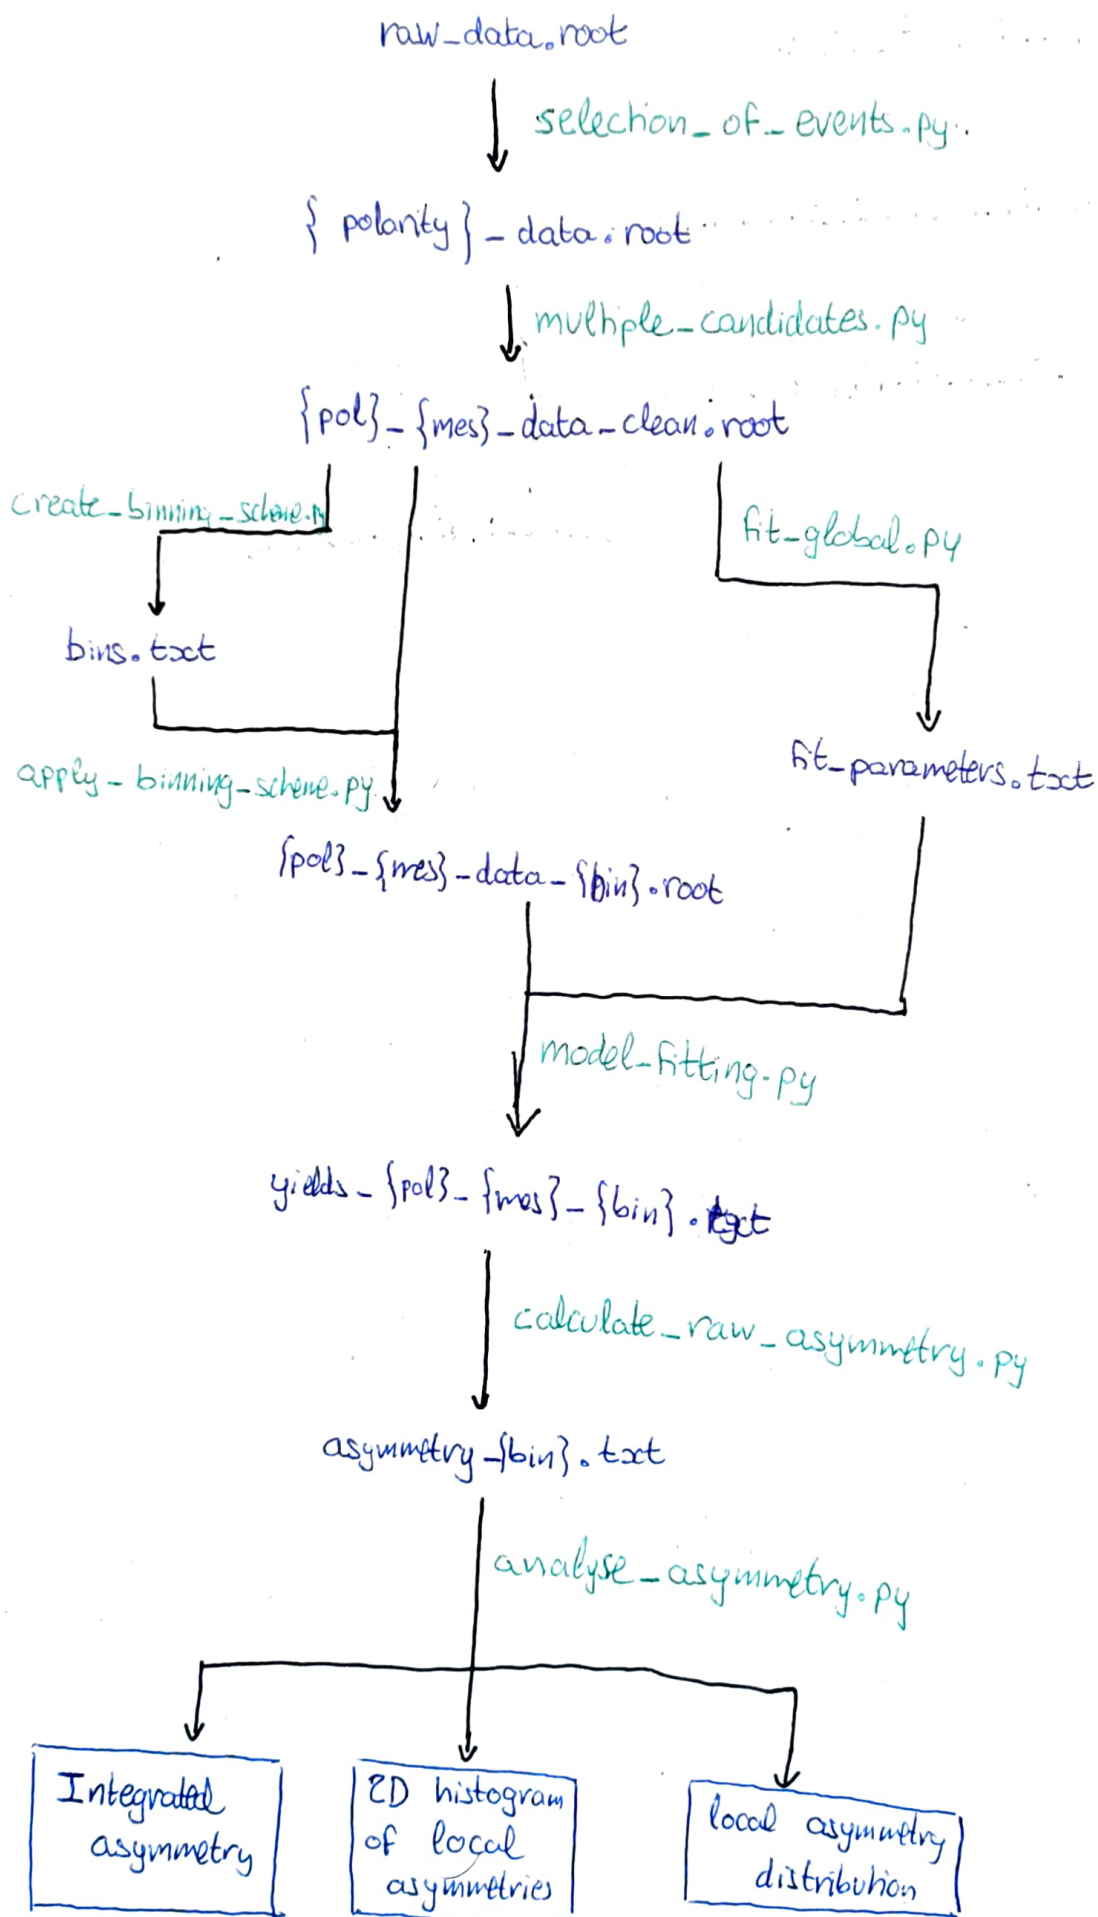 raw_data.root
selection_of_events.py
{ polarity }_data.root
multiple_candidates.py
{pol}_{mes}_data_clean.root
create_binning_scheme.py
fit_global.py
bins.txt
apply_binning_scheme.py
fit_parameters.txt
{pol}_{mes}_data_{bin}.root
model_fitting.py
yields_{pol}_{mes}_{bin}.txt
calculate_raw_asymmetry.py
asymmetry_{bin}.txt
analyse_asymmetry.py
Integrated
asymmetry
2D histogram
of local
asymmetries
local asymmetry
distribution